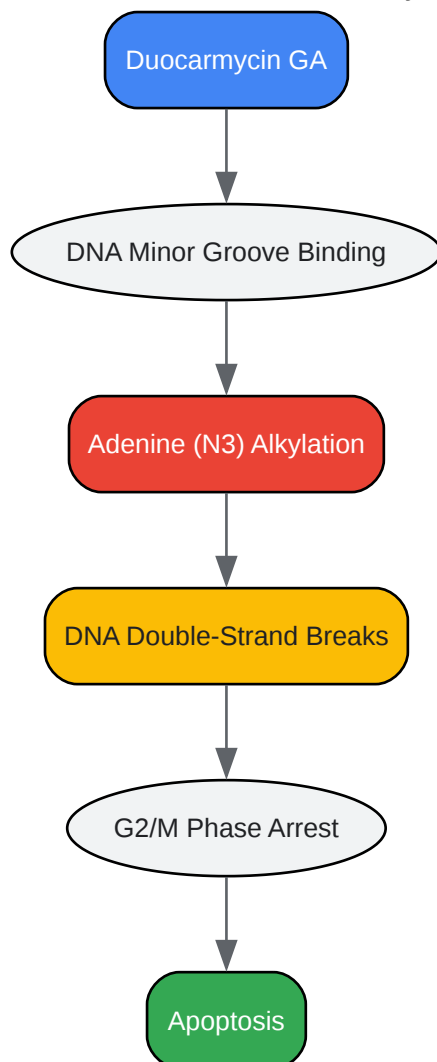 Duocarmycin GA
DNA Minor Groove Binding
Adenine (N3) Alkylation
DNA Double-Strand Breaks
G2/M Phase Arrest
Apoptosis